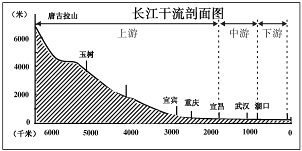 唐古拉山
长江干流剖面图
(米)
6000
上游
中游
下游
玉树
4000
2000
宜宾
重庆
宜昌
武汉
湖口
0
(千米)
6000
5000
4000
3000
2000
1000
0